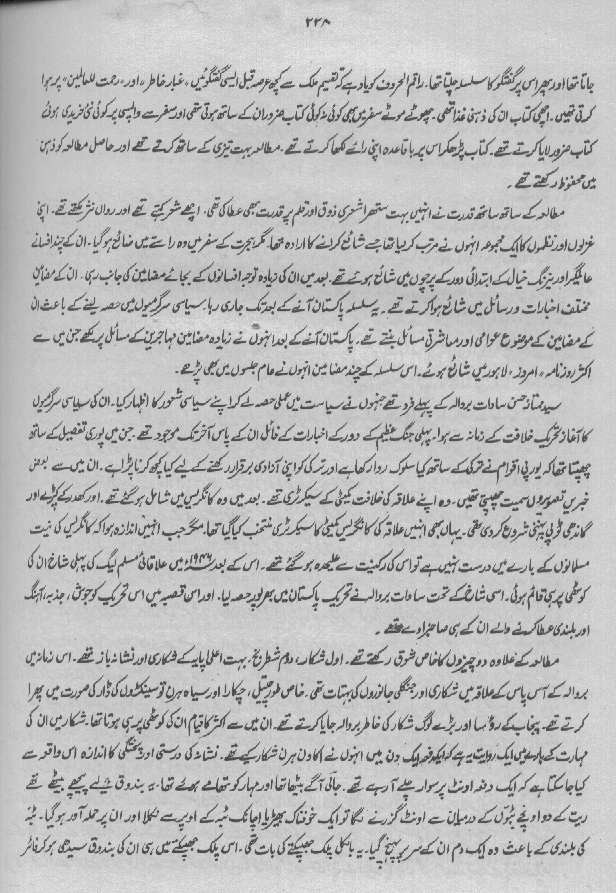 ۲۲۸
جاتا تھا اور پھر اس پر گفتگو کا سلسلہ چلتا تھا۔ راقم الحروف کو یاد ہے کہ تقسیم ملک سے کچھ عرصہ قبل ایسی گفتگوئیں، "غبار خاطر" اور "رحمت للعالمین" پر ہوا
کرتی تھیں۔ اچھی کتاب ان کی ذہنی غذا تھی۔ چھوٹے موٹے سفر میں بھی کوئی نہ کوئی کتاب ضرور ان کے ساتھ ہوتی تھی اور سفر سے واپسی پر کوئی نئی خریدی ہوئی
کتاب ضرور لایا کرتے تھے۔ کتاب پڑھ کر اس پر باقاعدہ اپنی رائے لکھا کرتے تھے۔ مطالعہ بہت تیزی کے ساتھ کرتے تھے اور حاصل مطالعہ کو ذہن
میں محفوظ رکھتے تھے۔
مطالعہ کے ساتھ ساتھ قدرت نے انہیں بہت ستھرا شعری ذوق اور قلم پر قدرت بھی عطا کی تھی۔ اچھے شعر کہتے تھے اور رواں نثر لکھتے تھے۔ اپنی
غزلوں اور نظموں کا ایک مجموعہ انہوں نے مرتب کر لیا تھا جسے شائع کرانے کا ارادہ تھا۔ مگر ہجرت کے سفر میں وہ راستے میں ضائع ہو گیا۔ ان کے چند افسانے
عالمگیر اور نیرنگ خیال کے ابتدائی دور کے پرچوں میں شائع ہوئے تھے۔ بعد میں ان کی زیادہ توجہ افسانوں کے بجائے مضامین کی جانب رہی۔ ان کے مضامین
مختلف اخبارات و رسائل میں شائع ہوا کرتے تھے۔ یہ سلسلہ پاکستان آنے کے بعد تک جاری رہا۔ سیاسی سرگرمیوں میں حصہ لینے کے باعث ان
کے مضامین کے موضوع عوامی اور معاشرتی مسائل بنتے تھے۔ پاکستان آنے کے بعد انہوں نے زیادہ مضامین مہاجرین کے مسائل پر لکھے جن میں سے
اکثر روزنامہ "امروز" لاہور میں شائع ہوئے۔ اس سلسلہ کے چند مضامین انہوں نے عام جلسوں میں بھی پڑھے۔
سید ممتاز حسن سادات بروالہ کے پہلے فرد تھے جنہوں نے سیاست میں عملی حصہ لے کر اپنے سیاسی شعور کا اظہار کیا۔ ان کی سیاسی سرگرمیوں
کا آغاز تحریک خلافت کے زمانہ سے ہوا۔ پہلی جنگ عظیم کے دور کے اخبارات کے فائل ان کے پاس آخر تک موجود تھے۔ جن میں پوری تفصیل کے ساتھ
چھپتا تھا کہ یورپی اقوام نے ترکی کے ساتھ کیا سلوک روا رکھا ہے اور ترکی کو اپنی آزادی برقرار رکھنے کے لیے کیا کچھ کرنا پڑا ہے۔ ان میں سے بعض
خبریں تصویروں سمیت چھپتی تھیں۔ وہ اپنے علاقہ کی خلافت کمیٹی کے سیکرٹری تھے۔ بعد میں وہ کانگرس میں شامل ہو گئے تھے۔ اور کھدر کے کپڑے اور
گاندھی ٹوپی پہننی شروع کر دی تھی۔ یہاں بھی انہیں علاقہ کی کانگرس کمیٹی کا سیکرٹری منتخب کیا گیا تھا۔ مگر جب انہیں اندازہ ہوا کہ کانگرس کی نیت
مسلمانوں کے بارے میں درست نہیں ہے تو اس کی رکنیت سے علیحدہ ہو گئے تھے۔ اس کے بعد میں علاقائی مسلم لیگ کی پہلی شاخ ان کی
کوٹھی پر ہی قائم ہوئی۔ اسی شاخ کے تحت سادات بروالہ نے تحریک پاکستان میں بھرپور حصہ لیا۔ اور اس قصبہ میں اس تحریک کو جوش، جذبہ، آہنگ
اور بلندی عطا کرنے والے ان کے ہی صاحبزادے تھے۔
مطالعہ کے علاوہ دو چیزوں کا خاص شوق رکھتے تھے۔ اول شکار، دوم شطرنج، بہت اعلیٰ پایہ کے شکاری اور نشانہ باز تھے۔ اس زمانہ میں
بروالہ کے آس پاس کے علاقہ میں شکاری اور جنگلی جانوروں کی بہتات تھی۔ خاص طور چیتل، چکارا اور سیاہ ہرن تو سینکڑوں کی ڈار کی صورت میں پھرا
کرتے تھے۔ پنجاب کے رؤسا اور بڑے لوگ شکار کی خاطر بروالہ جایا کرتے تھے۔ ان میں سے اکثر کا قیام ان کی کوٹھی پر ہی ہوتا تھا۔ شکار میں ان کی
مہارت کے بارے میں ایک روایت یہ ہے کہ ایک دفعہ ایک دن میں انہوں نے اکاون ہرن شکار کیے تھے۔ نشانہ کی درستی اور پختگی کا اندازہ اس واقعہ سے
کیا جا سکتا ہے کہ ایک دفعہ اونٹ پر سوار چلے آ رہے تھے۔ جانی آگے بیٹھا تھا اور مہار کو تھامے ہوئے تھا۔ یہ بندوق لیے پیچھے بیٹھے تھے
ریت کے دو اونچے ٹیلوں کے درمیان سے اونٹ گزرنے لگا تو ایک خوفناک بھیڑیا اچانک ٹبہ کے اوپر سے نکلا اور ان پر حملہ آور ہو گیا۔ ٹبہ
کی بلندی کے باعث وہ ایک دم ان کے سر پر پہنچ گیا۔ یہ بالکل پلک جھپکنے کی بات تھی۔ اس پلک جھپکنے میں ہی ان کی بندوق سیدھی ہو کر فائر